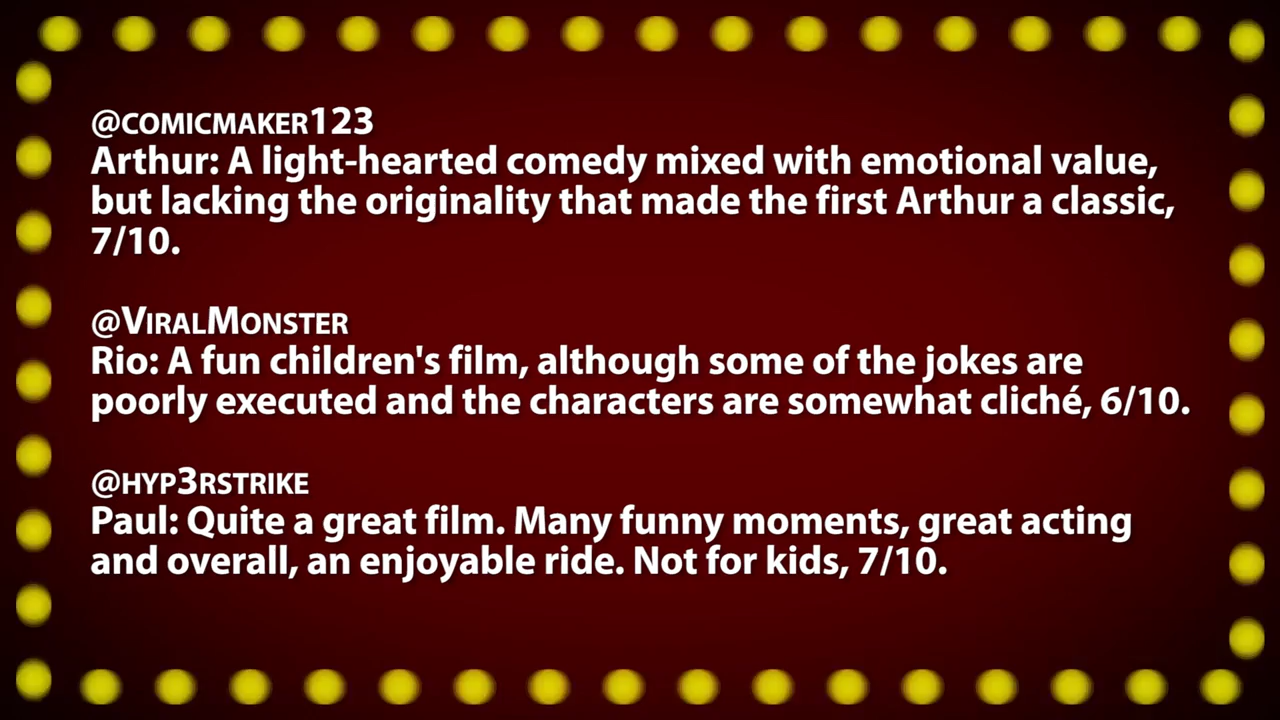 @comicmaker123
Arthur: A light-hearted comedy mixed with emotional value,
but lacking the originality that made the first Arthur a classic,
7/10.
@ViralMonster
Rio: A fun children's film, although some of the jokes are
poorly executed and the characters are somewhat cliché, 6/10.
@hyp3rstrike
Paul: Quite a great film. Many funny moments, great acting
and overall, an enjoyable ride. Not for kids, 7/10.